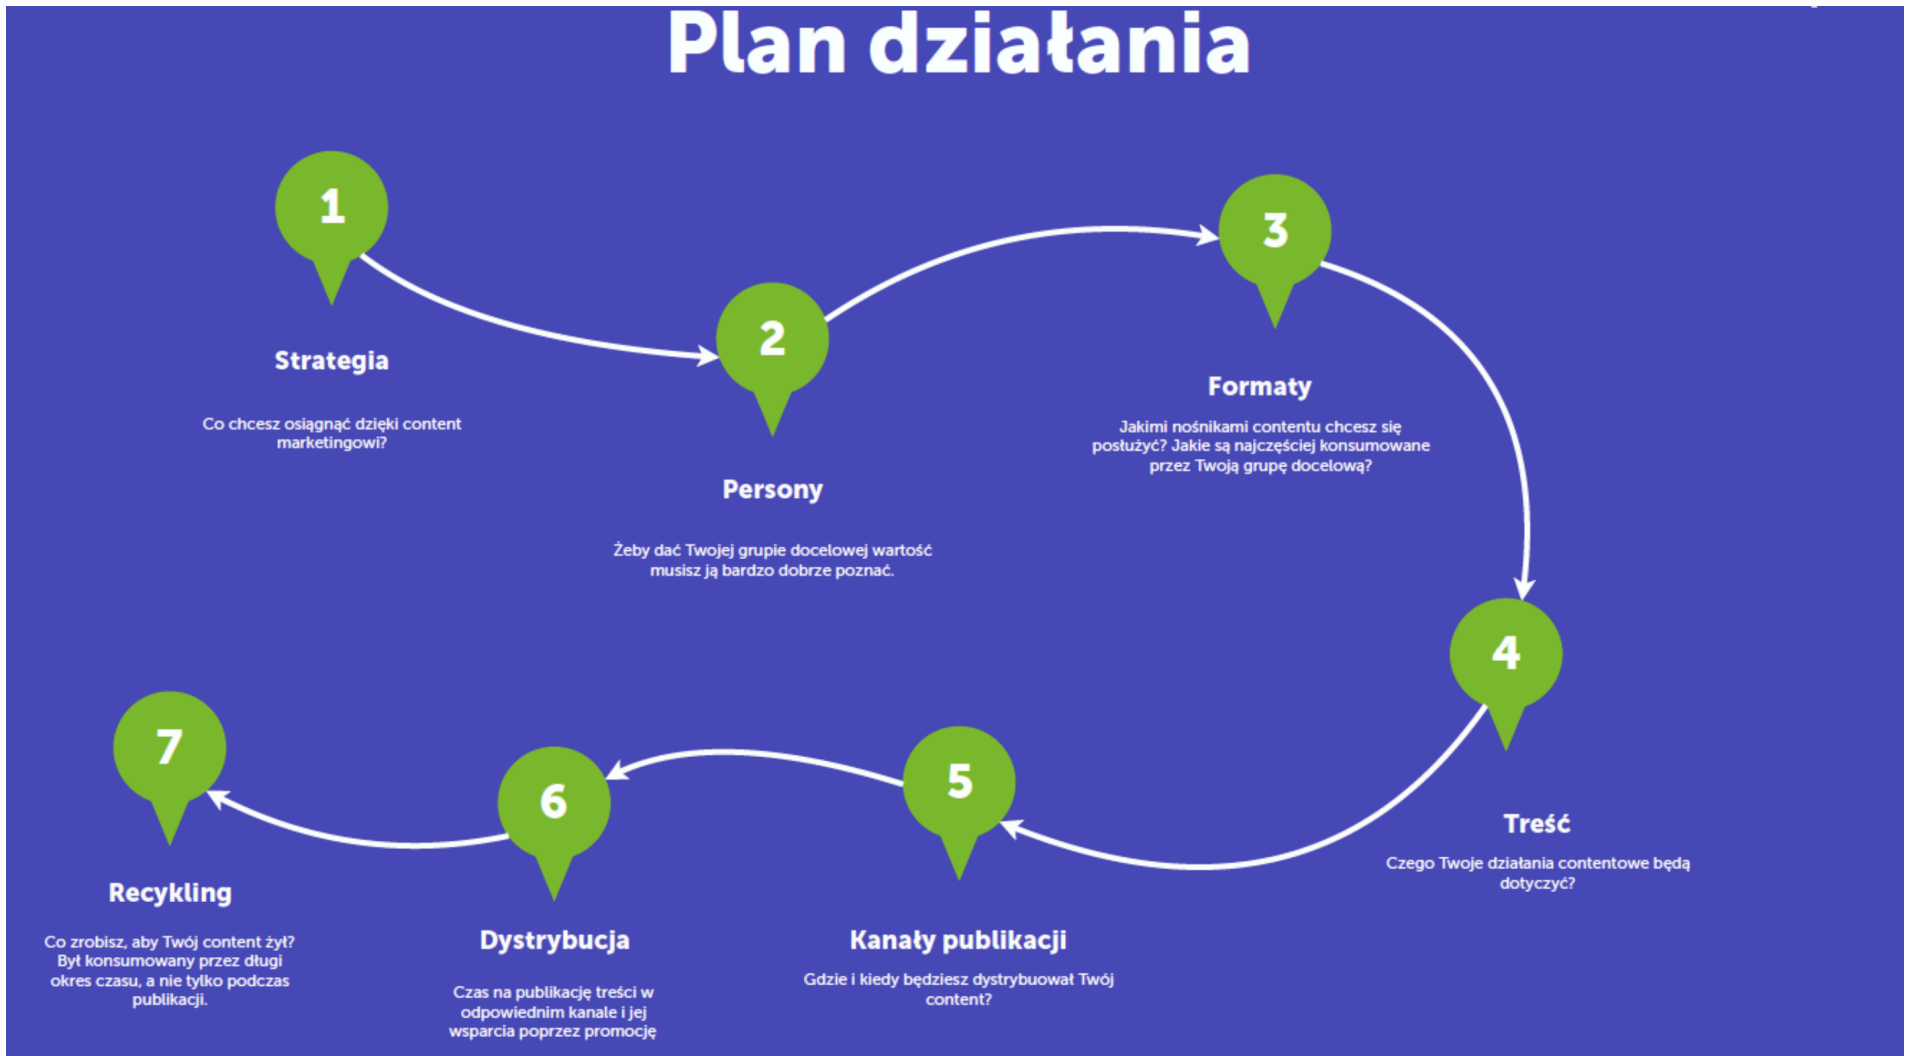 Plan działania
1
Strategia
Co chcesz osiągnąć dzięki content
marketingowi?
2
Persony
Żeby dać Twojej grupie docelowej wartość
musisz ją bardzo dobrze poznać.
3
Formaty
Jakimi nośnikami contentu chcesz się
posłużyć? Jakie są najczęściej konsumowane
przez Twoją grupę docelową?
4
Treść
Czego Twoje działania contentowe będą
dotyczyć?
5
Kanały publikacji
Gdzie i kiedy będziesz dystrybuował Twój
content?
6
Dystrybucja
Czas na publikację treści w
odpowiednim kanale i jej
wsparcia poprzez promocję
7
Recykling
Co zrobisz, aby Twój content żył?
Był konsumowany przez długi
okres czasu, a nie tylko podczas
publikacji.